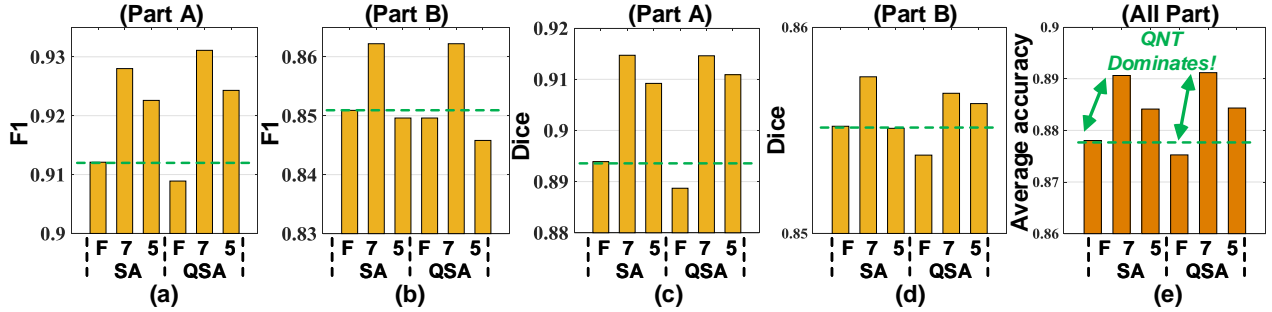 (Part A)
F1
0.93
0.92
0.91
0.9
F 7 5 F 7 5
SA QSA
(a)
(Part B)
F1
0.86
0.85
0.84
0.83
F 7 5 F 7 5
SA QSA
(b)
(Part A)
Dice
0.92
0.91
0.9
0.89
0.88
F 7 5 F 7 5
SA QSA
(c)
(Part B)
Dice
0.86
0.85
F 7 5 F 7 5
SA QSA
(d)
(All Part)
Average accuracy
0.9
0.89
0.88
0.87
0.86
QNT
Dominates!
F 7 5 F 7 5
SA QSA
(e)